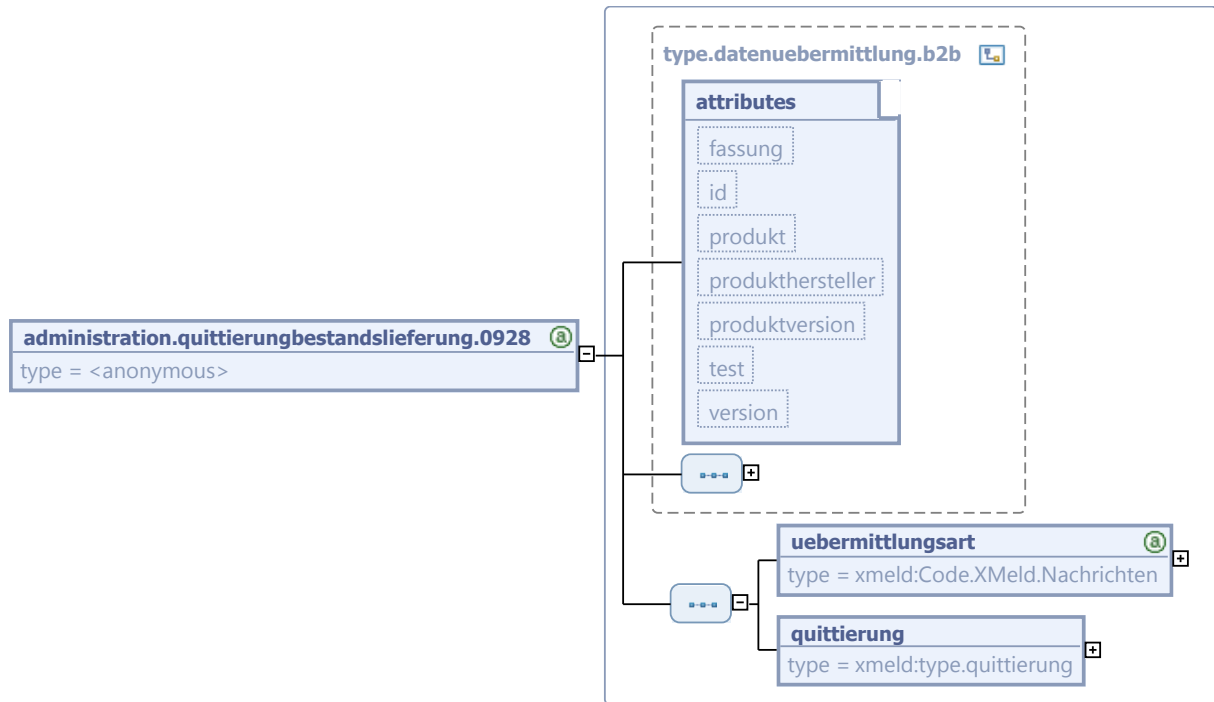 type.datenuebermittlung.b2b
attributes
fassung
id
produkt
produkthersteller
produktversion
test
version
administration.quittierungbestandslieferung.0928
type = <anonymous>
uebermittlungsart
type = xmeld:Code.XMeld.Nachrichten
quittierung
type = xmeld:type.quittierung